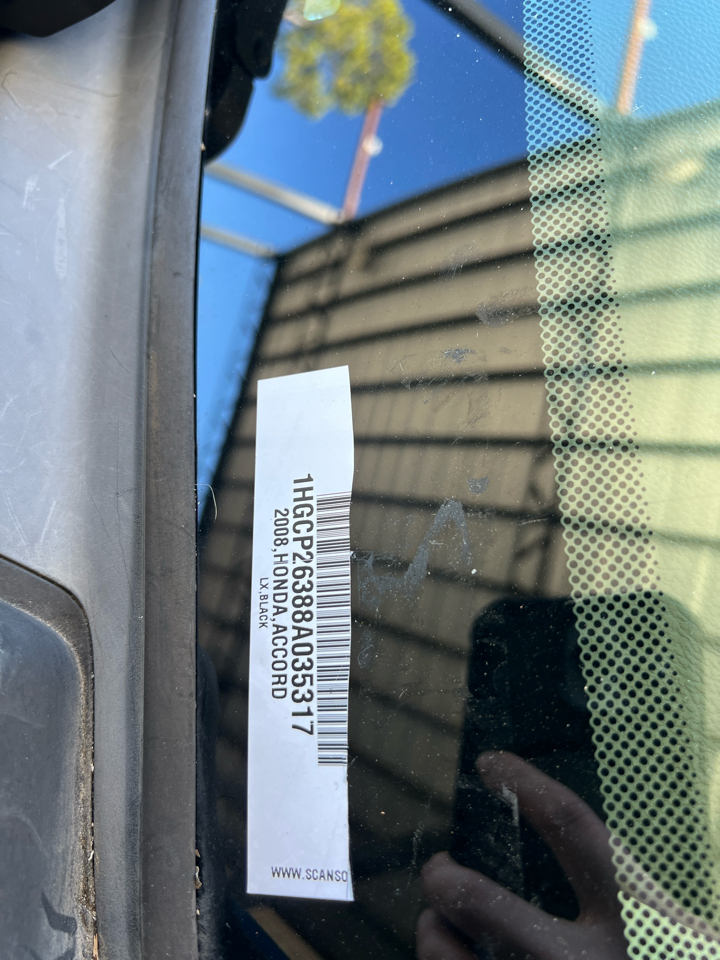 1HGCP26388A035317
2008,HONDA,ACCORD
LX,BLACK
WWW.SCANSO